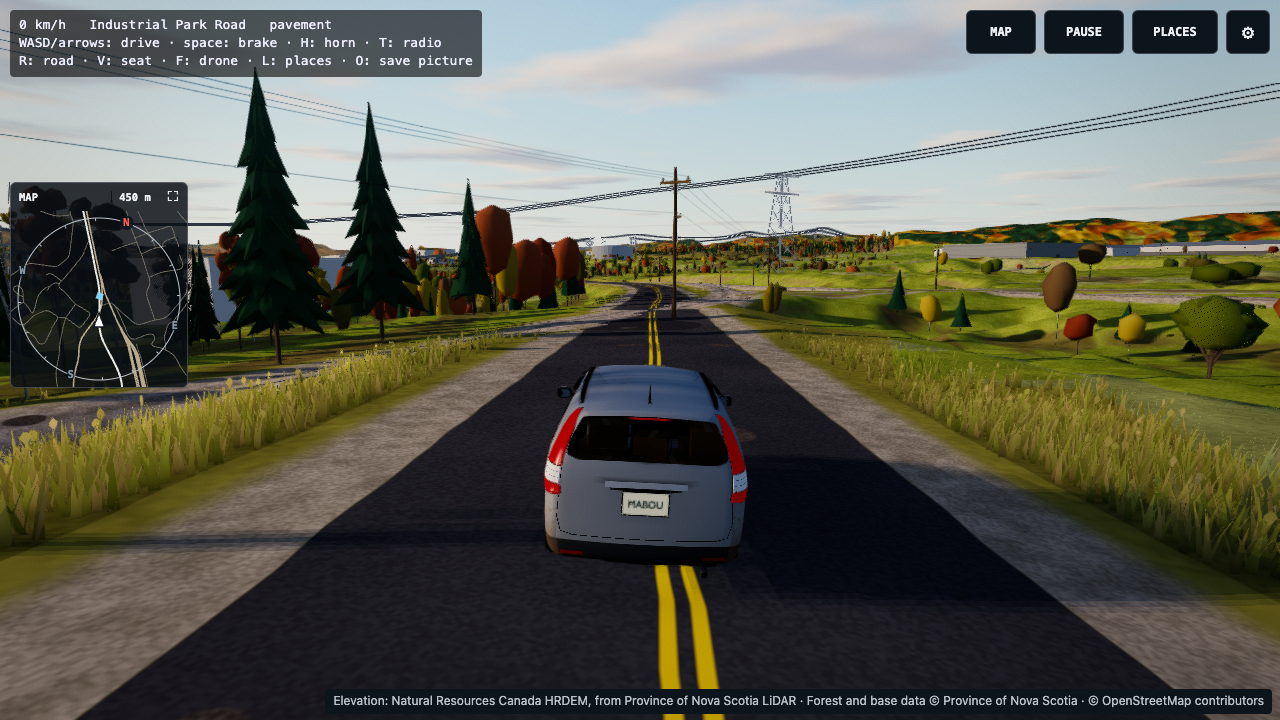 0 km/h   Industrial Park Road   pavement
WASD/arrows: drive · space: brake · H: horn · T: radio
R: road · V: seat · F: drone · L: places · O: save picture
MAP
PAUSE
PLACES
MAP 450 m
N
W
E
S
MABOU
Elevation: Natural Resources Canada HRDEM, from Province of Nova Scotia LiDAR · Forest and base data © Province of Nova Scotia · © OpenStreetMap contributors